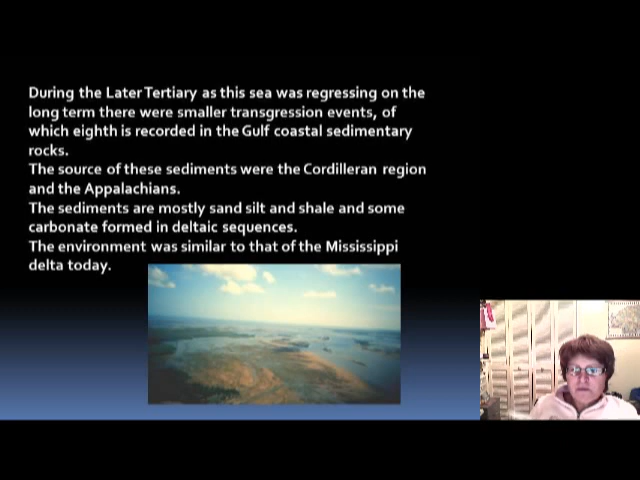 During the Later Tertiary as this sea was regressing on the
long term there were smaller transgression events, of
which eighth is recorded in the Gulf coastal sedimentary
rocks.
The source of these sediments were the Cordilleran region
and the Appalachians.
The sediments are mostly sand silt and shale and some
carbonate formed in deltaic sequences.
The environment was similar to that of the Mississippi
delta today.